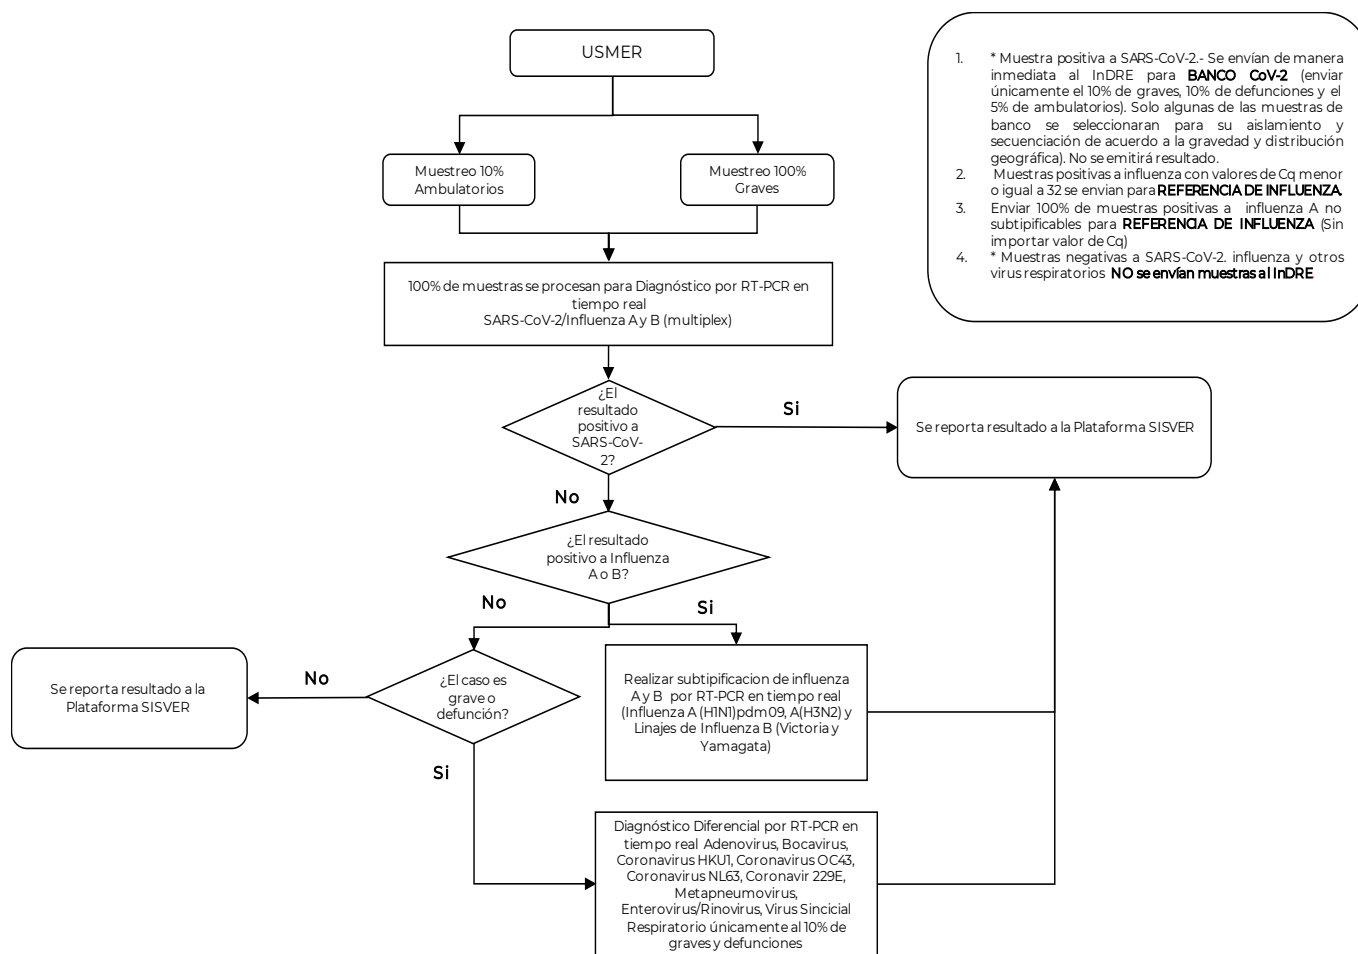 USMER
Muestreo 10%
Ambulatorios
Muestreo 100%
Graves
100% de muestras se procesan para Diagnóstico por RT-PCR en
tiempo real
SARS-CoV-2/Influenza A y B (multiplex)
¿El
resultado
positivo a
SARS-CoV-
2?
Si
Se reporta resultado a la Plataforma SISVER
No
¿El resultado
positivo a Influenza
A o B?
No
Si
¿El caso es
grave o
defunción?
No
Se reporta resultado a la
Plataforma SISVER
Realizar subtipificacion de influenza
A y B por RT-PCR en tiempo real
(Influenza A (H1N1)pdm09, A(H3N2) y
Linajes de Influenza B (Victoria y
Yamagata)
Si
Diagnóstico Diferencial por RT-PCR en
tiempo real Adenovirus, Bocavirus,
Coronavirus HKU1, Coronavirus OC43,
Coronavirus NL63, Coronavir 229E,
Metapneumovirus,
Enterovirus/Rinovirus, Virus Sincicial
Respiratorio únicamente al 10% de
graves y defunciones
1. * Muestra positiva a SARS-CoV-2.- Se envían de manera
inmediata al InDRE para BANCO CoV-2 (enviar
únicamente el 10% de graves, 10% de defunciones y el
5% de ambulatorios). Solo algunas de las muestras de
banco se seleccionaran para su aislamiento y
secuenciación de acuerdo a la gravedad y distribución
geográfica). No se emitirá resultado.
2. Muestras positivas a influenza con valores de Cq menor
o igual a 32 se envian para REFERENCIA DE INFLUENZA.
3. Enviar 100% de muestras positivas a influenza A no
subtipificables para REFERENCIA DE INFLUENZA (Sin
importar valor de Cq)
4. * Muestras negativas a SARS-CoV-2. influenza y otros
virus respiratorios NO se envían muestras al InDRE